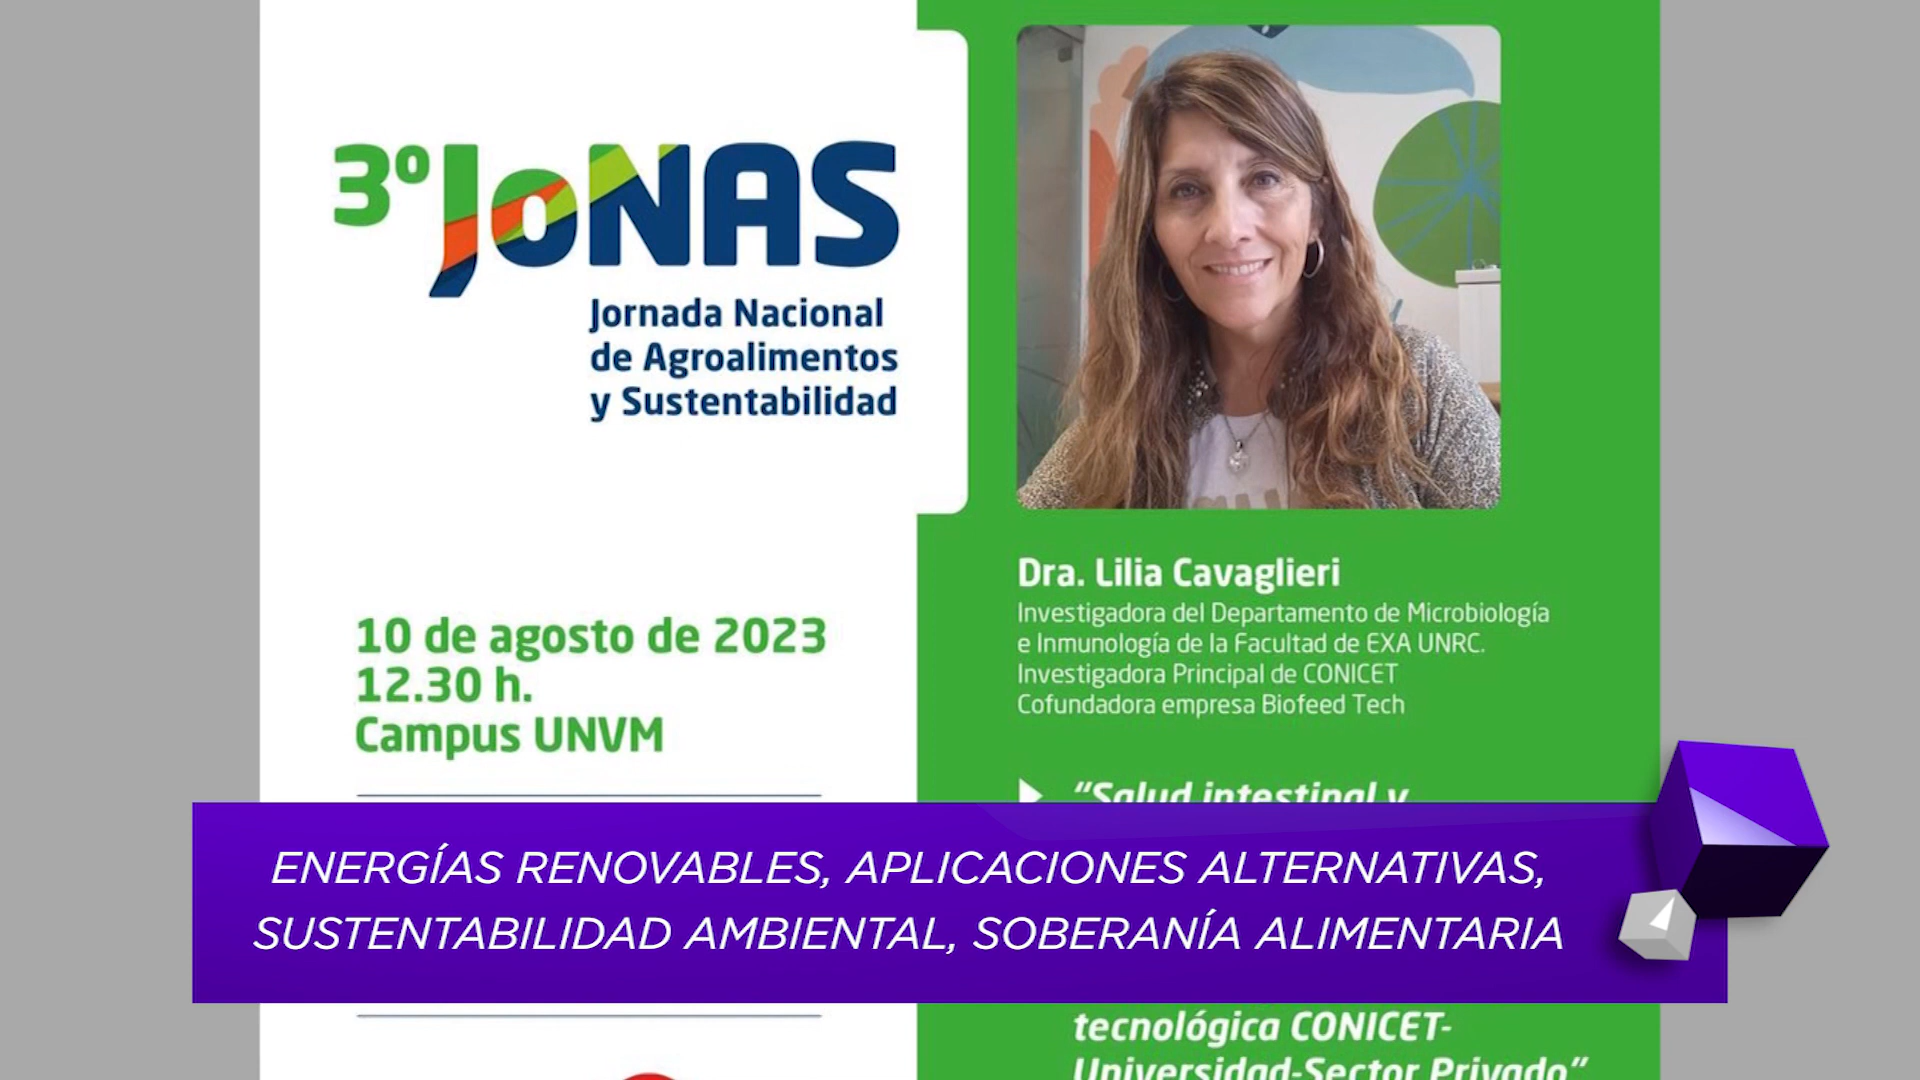 3º JoNAS
Jornada Nacional
de Agroalimentos
y Sustentabilidad
10 de agosto de 2023
12.30 h.
Campus UNVM
Dra. Lilia Cavaglieri
Investigadora del Departamento de Microbiología
e Inmunología de la Facultad de EXA UNRC.
Investigadora Principal de CONICET
Cofundadora empresa Biofeed Tech
“Salud intestinal y
ENERGÍAS RENOVABLES, APLICACIONES ALTERNATIVAS,
SUSTENTABILIDAD AMBIENTAL, SOBERANÍA ALIMENTARIA
tecnológica CONICET-
Universidad-Sector Privado”